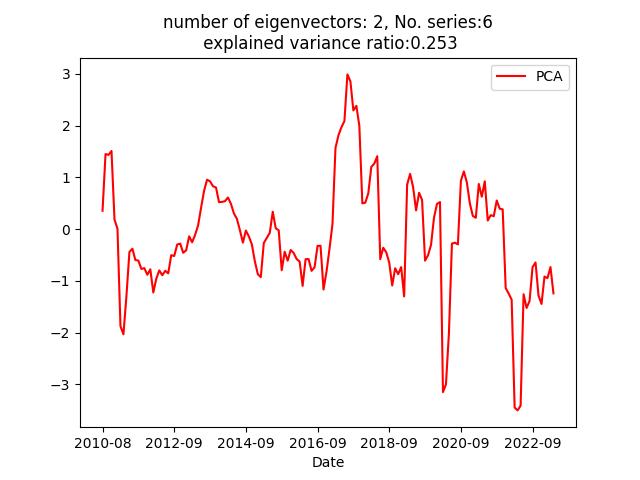 number of eigenvectors: 2, No. series:6
explained variance ratio:0.253
PCA
3
2
1
0
−1
−2
−3
2010-08 2012-09 2014-09 2016-09 2018-09 2020-09 2022-09
Date